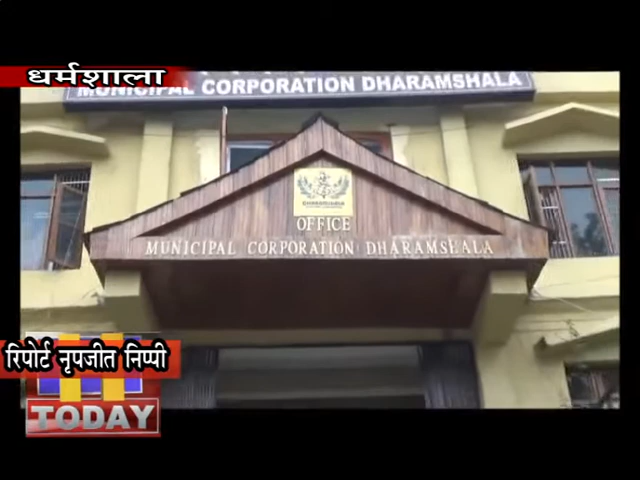 धर्मशाला
MUNICIPAL CORPORATION DHARAMSHALA
OFFICE
MUNICIPAL CORPORATION DHARAMSHALA
रिपोर्ट नृपजीत निप्पी
TODAY